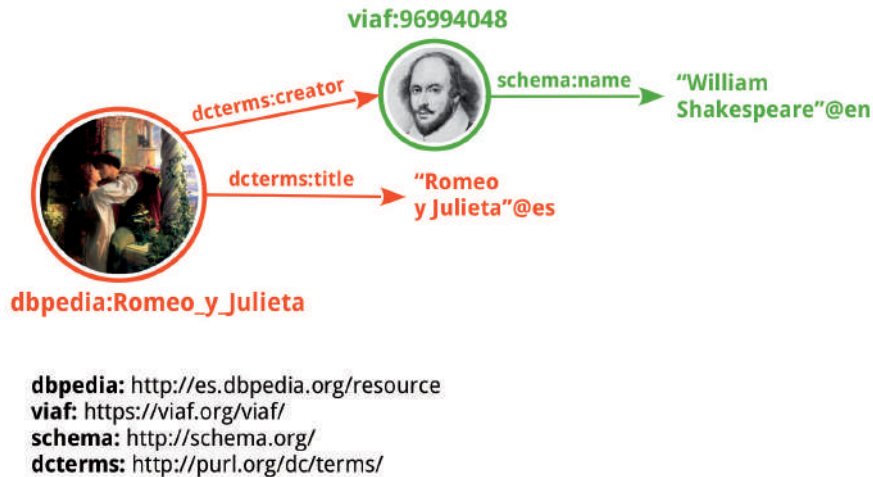 viaf:96994048
dcterms:creator
schema:name
“William
Shakespeare”@en
dcterms:title
“Romeo
y Julieta”@es
dbpedia:Romeo_y_Julieta
dbpedia: http://es.dbpedia.org/resource
viaf: https://viaf.org/viaf/
schema: http://schema.org/
dcterms: http://purl.org/dc/terms/